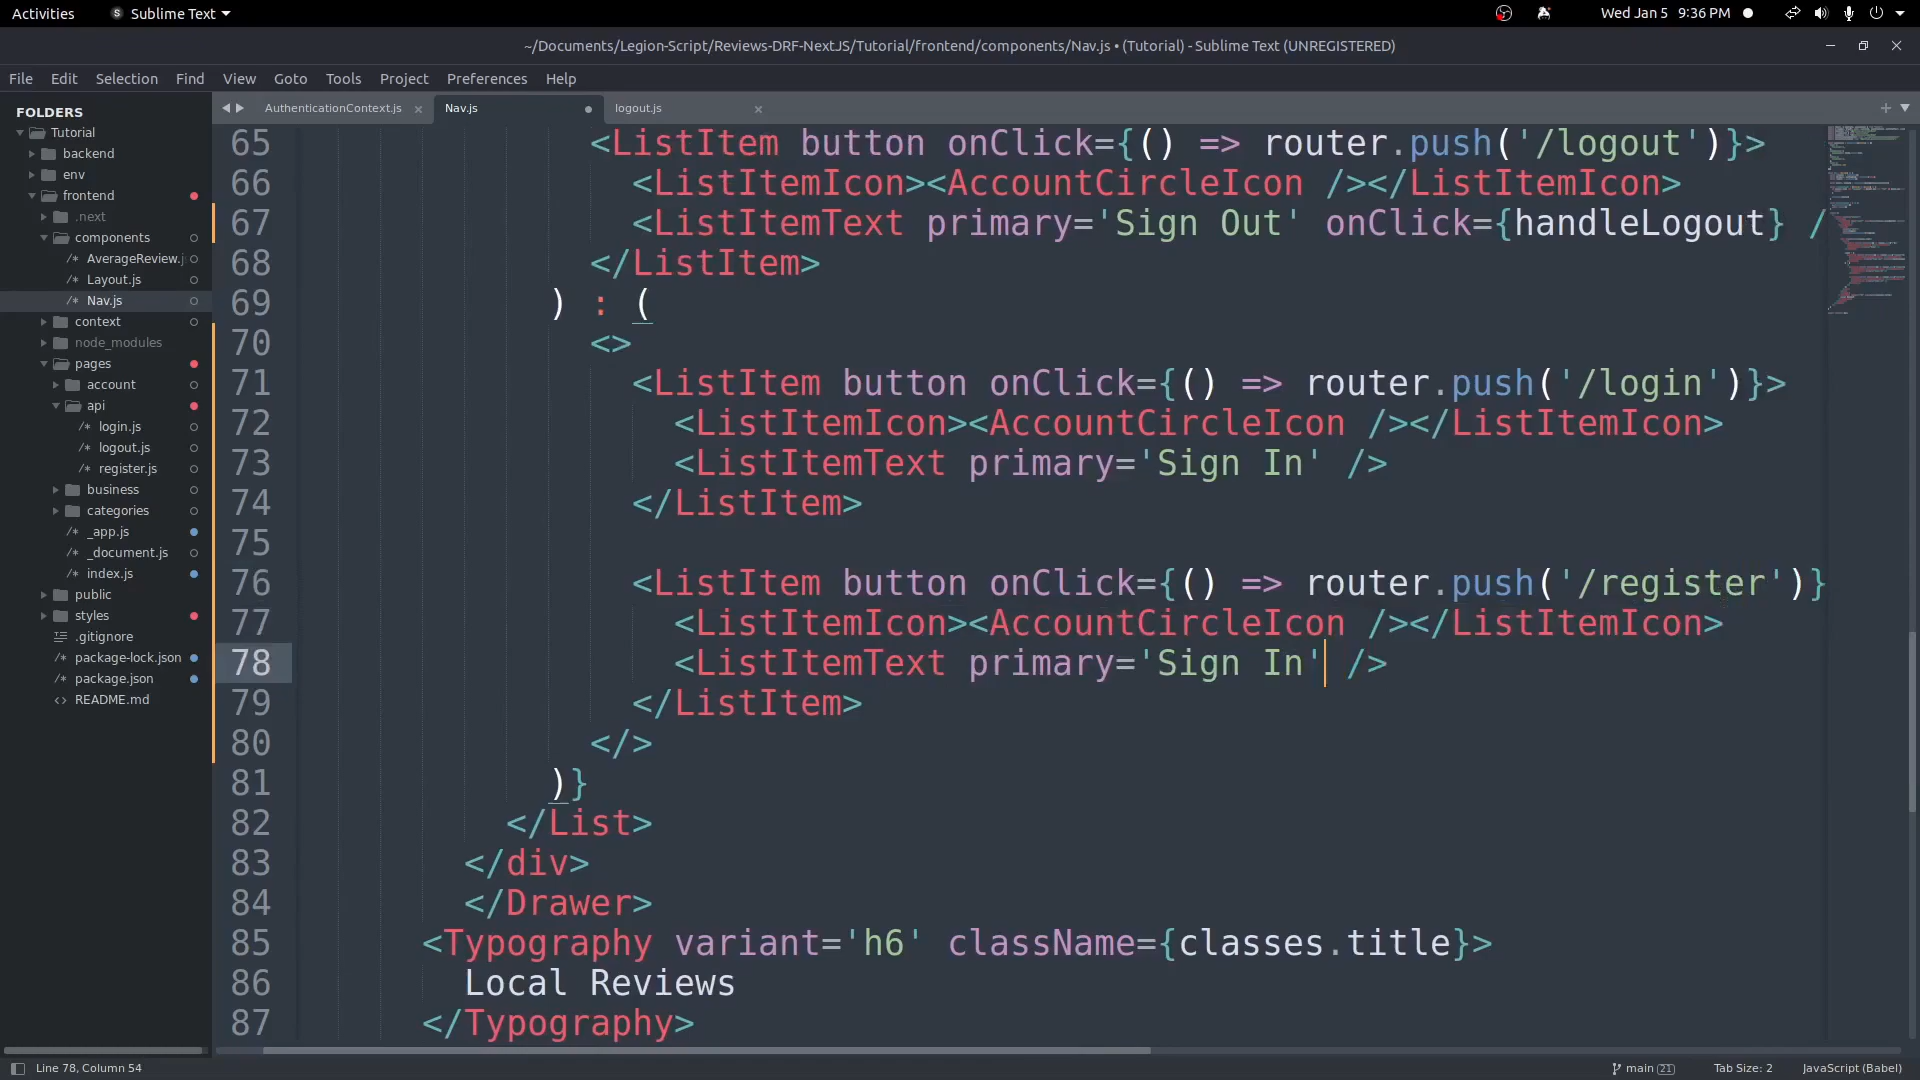 Activities
Sublime Text
Wed Jan 5 9:36 PM
~/Documents/Legion-Script/Reviews-DRF-NextJS/Tutorial/frontend/components/Nav.js • (Tutorial) - Sublime Text (UNREGISTERED)
File Edit Selection Find View Goto Tools Project Preferences Help
FOLDERS
Tutorial
backend
env
frontend
.next
components
/* AverageReview.j
/* Layout.js
/* Nav.js
context
node_modules
pages
account
api
/* login.js
/* logout.js
/* register.js
business
categories
/* _app.js
/* _document.js
/* index.js
public
styles
.gitignore
package-lock.json
/* package.json
<> README.md
AuthenticationContext.js × Nav.js logout.js ×
65 <ListItem button onClick={() => router.push('/logout')}>
66 <ListItemIcon><AccountCircleIcon /></ListItemIcon>
67 <ListItemText primary='Sign Out' onClick={handleLogout} /
68 </ListItem>
69 ) : (
70 <>
71 <ListItem button onClick={() => router.push('/login')}>
72 <ListItemIcon><AccountCircleIcon /></ListItemIcon>
73 <ListItemText primary='Sign In' />
74 </ListItem>
75
76 <ListItem button onClick={() => router.push('/register')}
77 <ListItemIcon><AccountCircleIcon /></ListItemIcon>
78 <ListItemText primary='Sign In' />
79 </ListItem>
80 </>
81 )}
82 </List>
83 </div>
84 </Drawer>
85 <Typography variant='h6' className={classes.title}>
86 Local Reviews
87 </Typography>
Line 78, Column 54
main 21
Tab Size: 2
JavaScript (Babel)